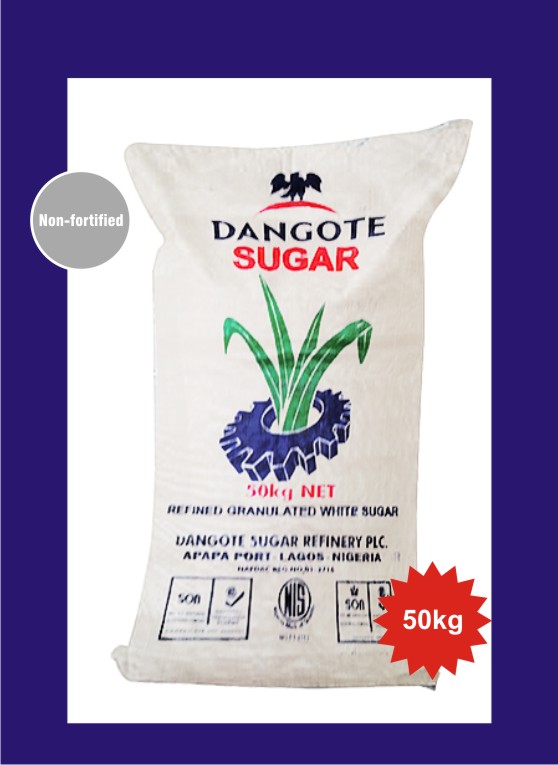 Non-fortified
DANGOTE
SUGAR
50kg NET
REFINED GRANULATED WHITE SUGAR
DANGOTE SUGAR REFINERY PLC.
APAPA PORT - LAGOS - NIGERIA
son
NIS
son
50kg